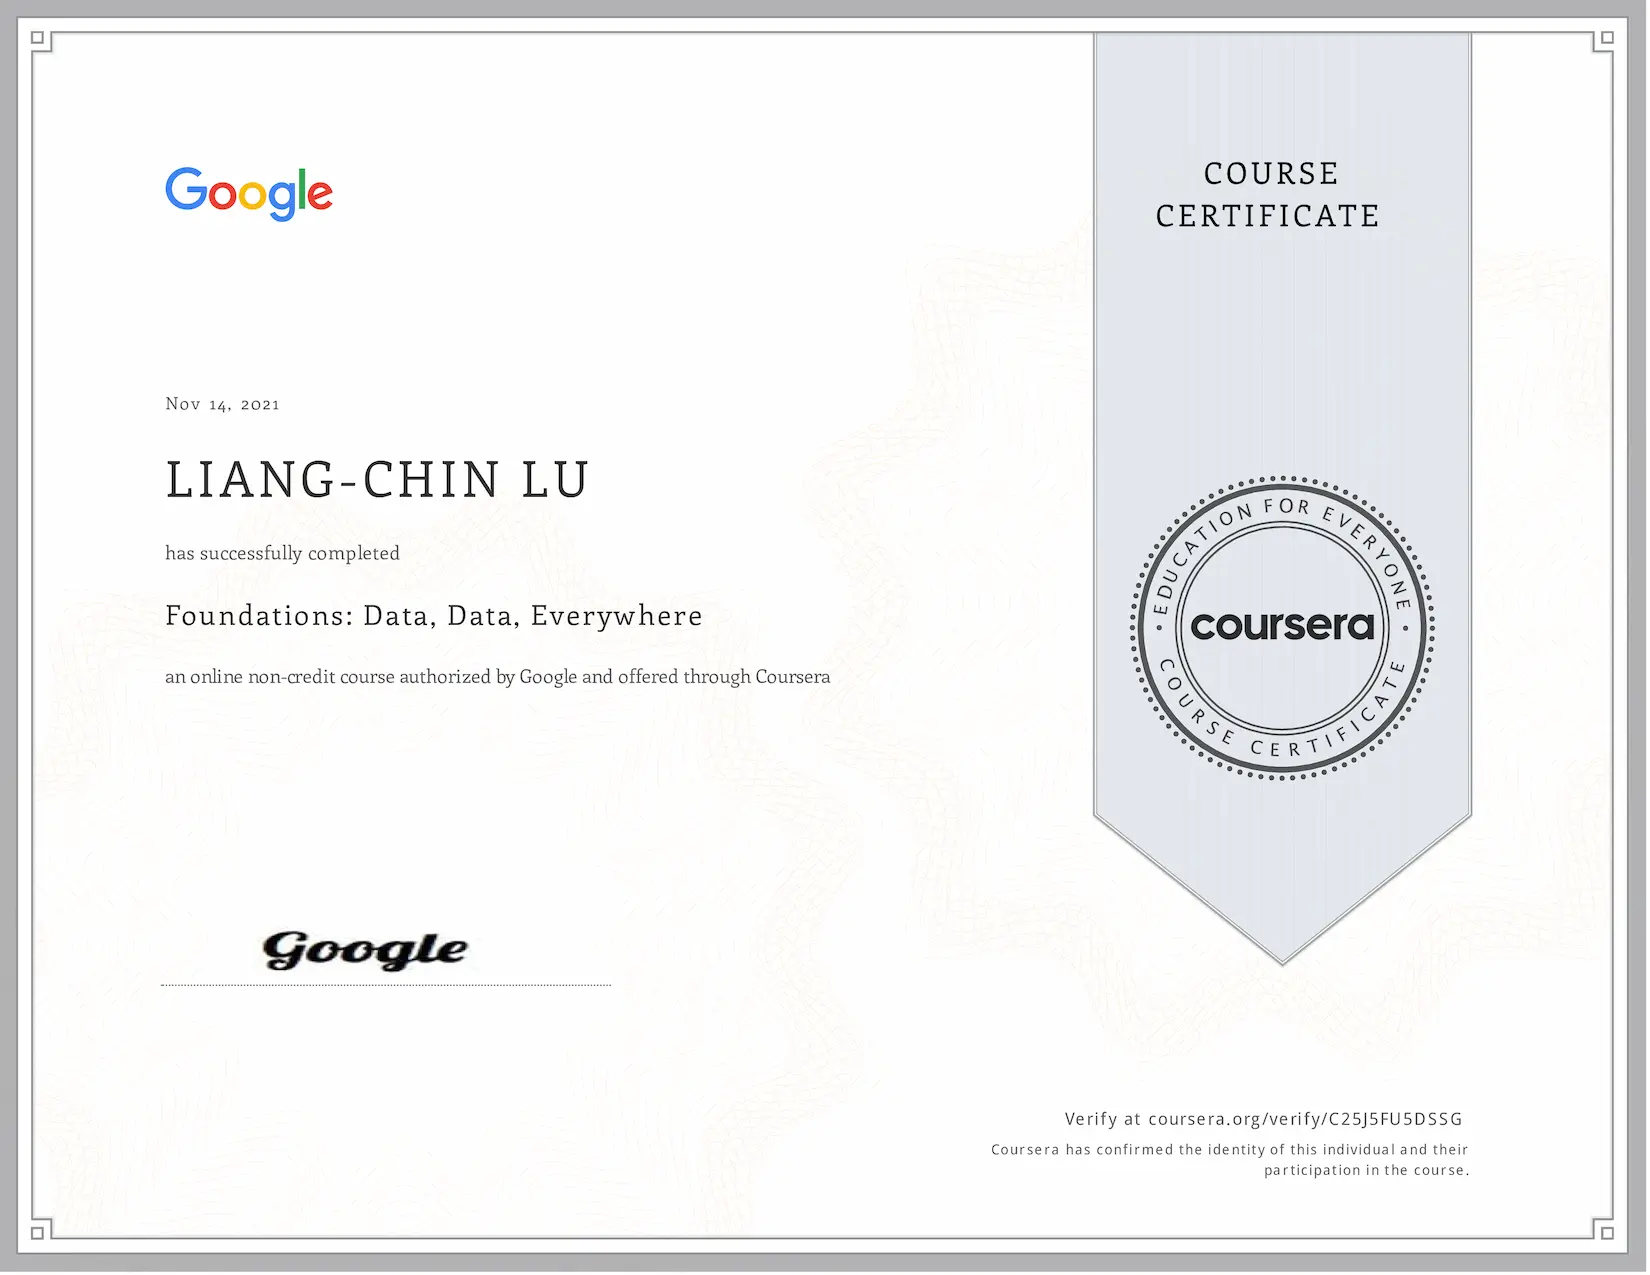 Google
COURSE
CERTIFICATE
Nov 14, 2021
LIANG-CHIN LU
has successfully completed
Foundations: Data, Data, Everywhere
an online non-credit course authorized by Google and offered through Coursera
EDUCATION FOR EVERYONE
coursera
COURSE CERTIFICATE
Google
Verify at coursera.org/verify/C25J5FU5DSSG
Coursera has confirmed the identity of this individual and their
participation in the course.